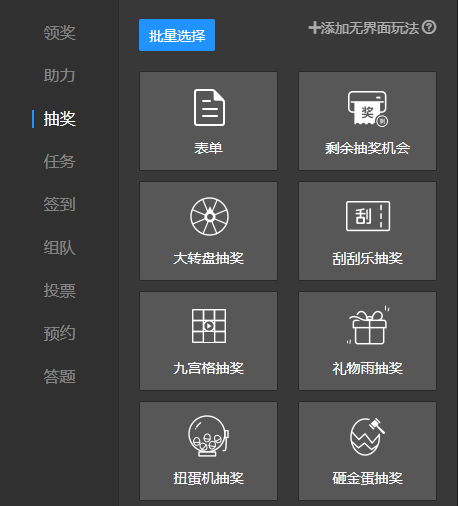 领奖
助力
抽奖
任务
签到
组队
投票
预约
答题
批量选择
+添加无界面玩法 ?
表单
奖
剩余抽奖机会
大转盘抽奖
刮
刮刮乐抽奖
九宫格抽奖
礼物雨抽奖
扭蛋机抽奖
砸金蛋抽奖